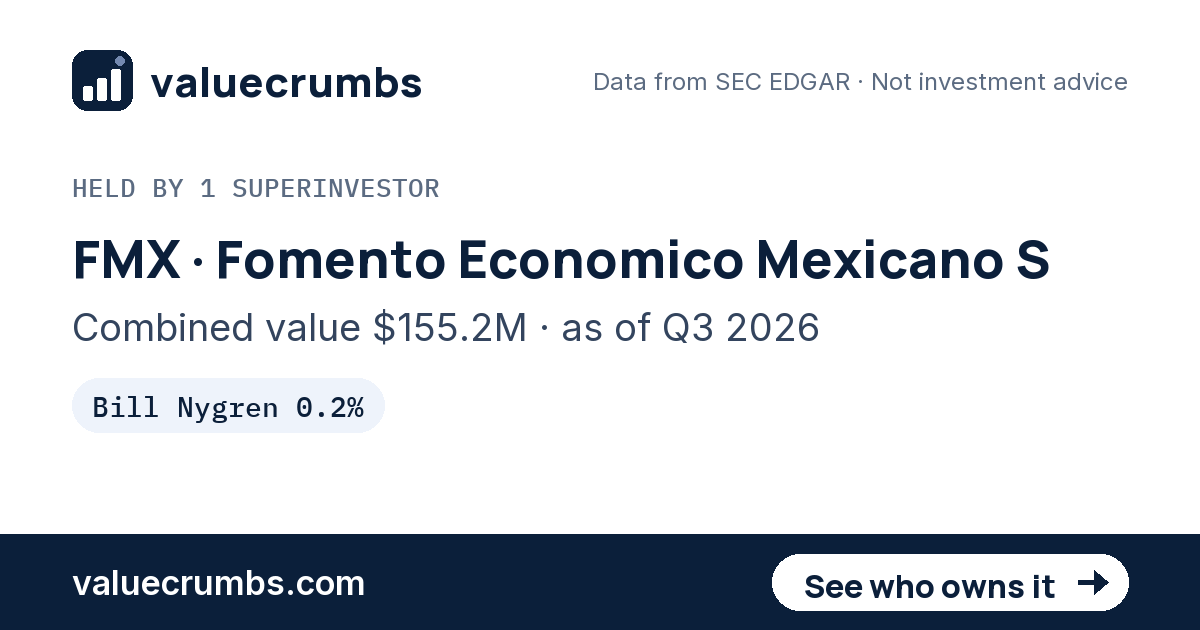 valuecrumbs
Data from SEC EDGAR · Not investment advice
HELD BY 1 SUPERINVESTOR
FMX · Fomento Economico Mexicano S
Combined value $155.2M · as of Q3 2026
Bill Nygren 0.2%
valuecrumbs.com
See who owns it →